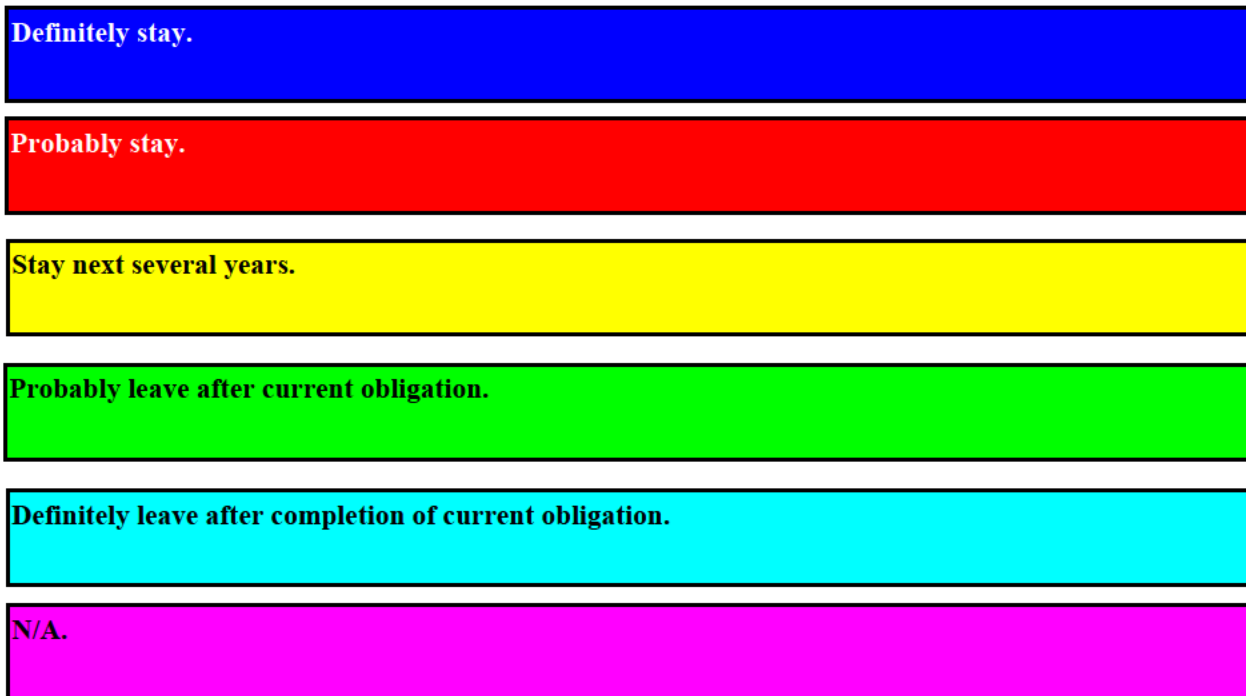 Definitely stay.
Probably stay.
Stay next several years.
Probably leave after current obligation.
Definitely leave after completion of current obligation.
N/A.